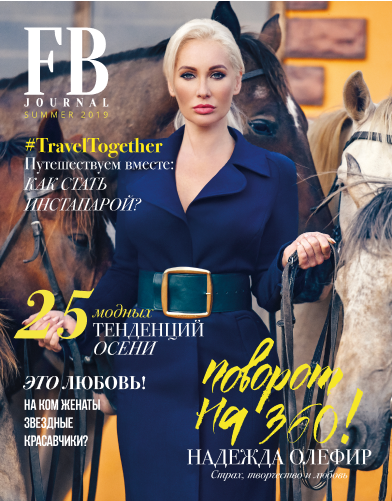 FB
JOURNAL
SUMMER 2019
#TravelTogether
Путешествуем вместе:
КАК СТАТЬ
ИНСТАПАРОЙ?
25 модных
ТЕНДЕНЦИЙ
ОСЕНИ
ЭТО ЛЮБОВЬ!
НА КОМ ЖЕНАТЫ
ЗВЕЗДНЫЕ
КРАСАВЧИКИ?
поворот
на 360!
НАДЕЖДА ОЛЕФИР
Страх, творчество и любовь